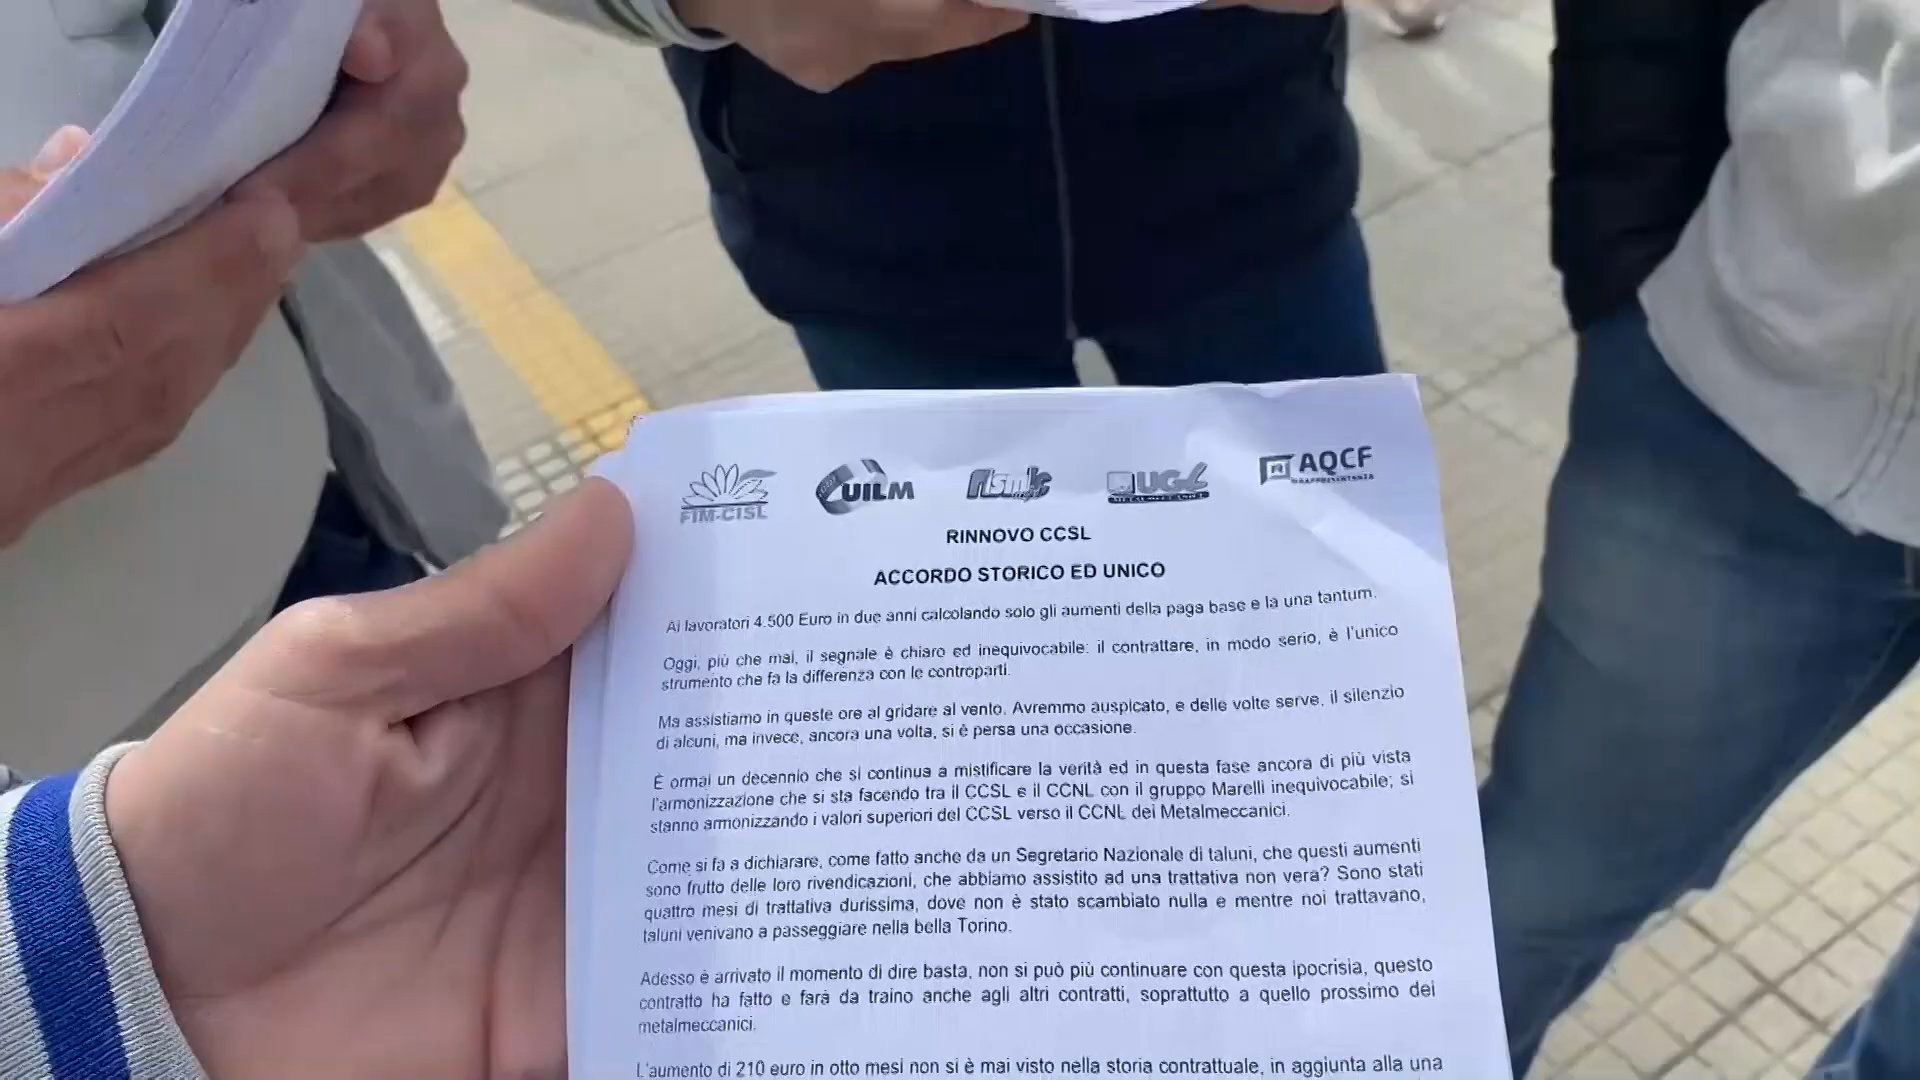 FIM-CISL
UILM
fismic
UGL
METALMECCANICI
AQCF
RAPPRESENTANZA
RINNOVO CCSL
ACCORDO STORICO ED UNICO
Ai lavoratori 4.500 Euro in due anni calcolando solo gli aumenti della paga base e la una tantum.
Oggi, più che mai, il segnale è chiaro ed inequivocabile: il contrattare, in modo serio, è l'unico
strumento che fa la differenza con le controparti.
Ma assistiamo in queste ore al gridare al vento. Avremmo auspicato, e delle volte serve, il silenzio
di alcuni, ma invece, ancora una volta, si è persa una occasione.
È ormai un decennio che si continua a mistificare la verità ed in questa fase ancora di più vista
l'armonizzazione che si sta facendo tra il CCSL e il CCNL con il gruppo Marelli inequivocabile; si
stanno armonizzando i valori superiori del CCSL verso il CCNL dei Metalmeccanici.
Come si fa a dichiarare, come fatto anche da un Segretario Nazionale di taluni, che questi aumenti
sono frutto delle loro rivendicazioni, che abbiamo assistito ad una trattativa non vera? Sono stati
quattro mesi di trattativa durissima, dove non è stato scambiato nulla e mentre noi trattavano,
taluni venivano a passeggiare nella bella Torino.
Adesso è arrivato il momento di dire basta, non si può più continuare con questa ipocrisia, questo
contratto ha fatto e farà da traino anche agli altri contratti, soprattutto a quello prossimo dei
metalmeccanici.
L'aumento di 210 euro in otto mesi non si è mai visto nella storia contrattuale, in aggiunta alla una